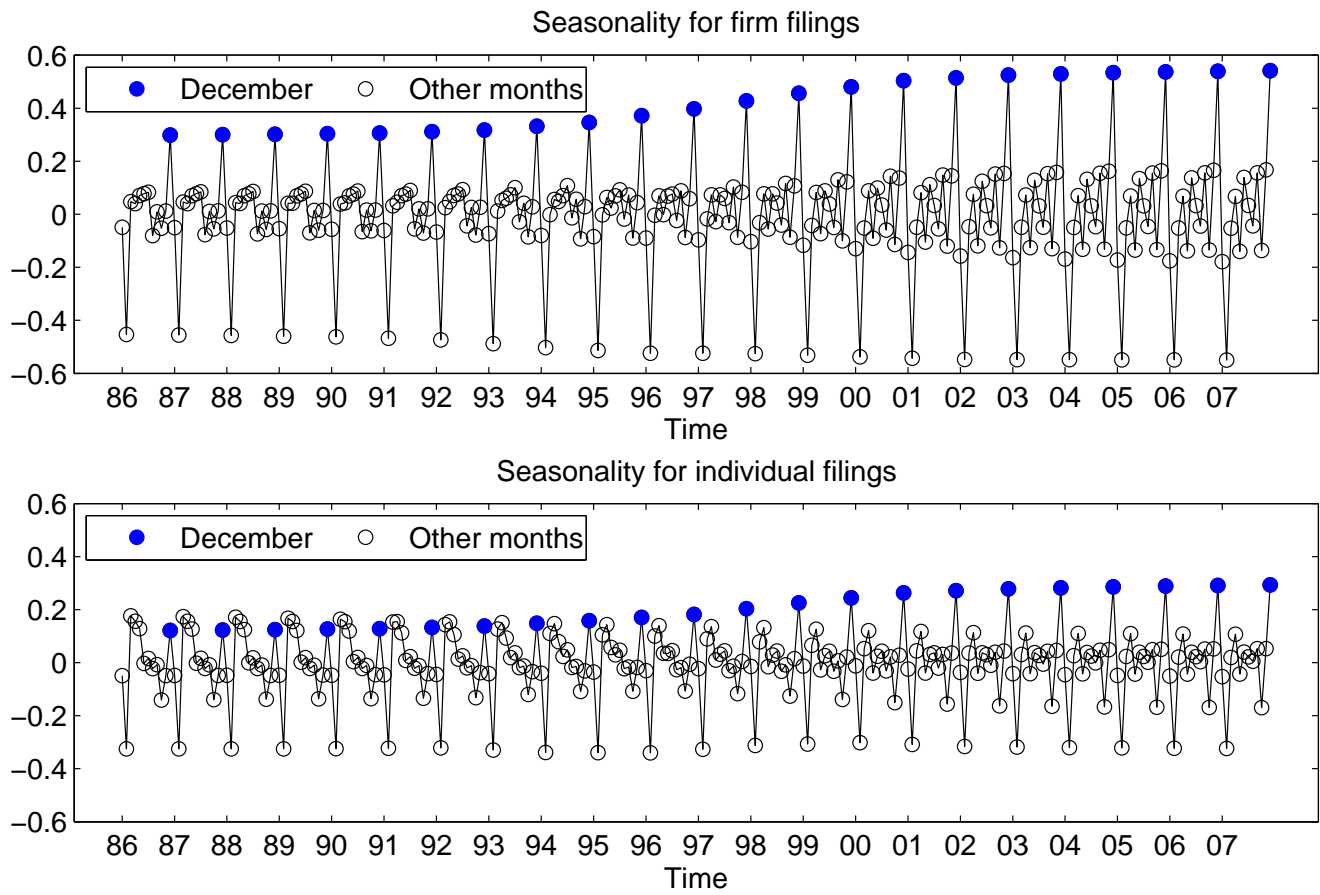 Seasonality for firm filings
0.6
0.4
0.2
0
−0.2
−0.4
−0.6
December Other months
86 87 88 89 90 91 92 93 94 95 96 97 98 99 00 01 02 03 04 05 06 07
Time
Seasonality for individual filings
0.6
0.4
0.2
0
−0.2
−0.4
−0.6
December Other months
86 87 88 89 90 91 92 93 94 95 96 97 98 99 00 01 02 03 04 05 06 07
Time